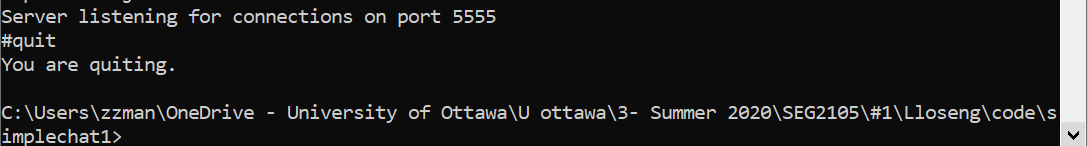 Server listening for connections on port 5555
#quit
You are quiting.
C:\Users\zzman\OneDrive - University of Ottawa\U ottawa\3- Summer 2020\SEG2105\#1\Lloseng\code\s
implechat1>